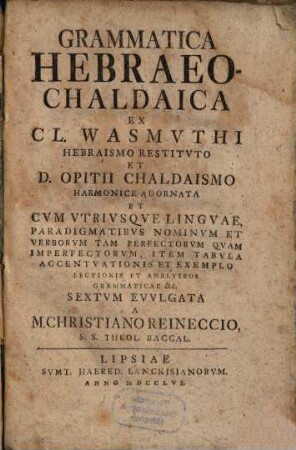 GRAMMATICA
HEBRAEO-
CHALDAICA
EX
CL. WASMVTHI
HEBRAISMO RESTITVTO
ET
D. OPITII CHALDAISMO
HARMONICE ADORNATA
ET
CVM VTRIVSQVE LINGVAE,
PARADIGMATIBVS NOMINVM ET
VERBORVM TAM PERFECTORVM QVAM
IMPERFECTORVM, ITEM TABVLA
ACCENTVATIONIS ET EXEMPLO
LECTIONIS ET ANALYSEOS
GRAMMATICAE &c.
SEXTVM EVVLGATA
A
M.CHRISTIANO REINECCIO,
S. S. THEOL. BACCAL.
LIPSIAE
SVMT. HAERED. LANCKISIANORVM.
ANNO MDCCLVI.